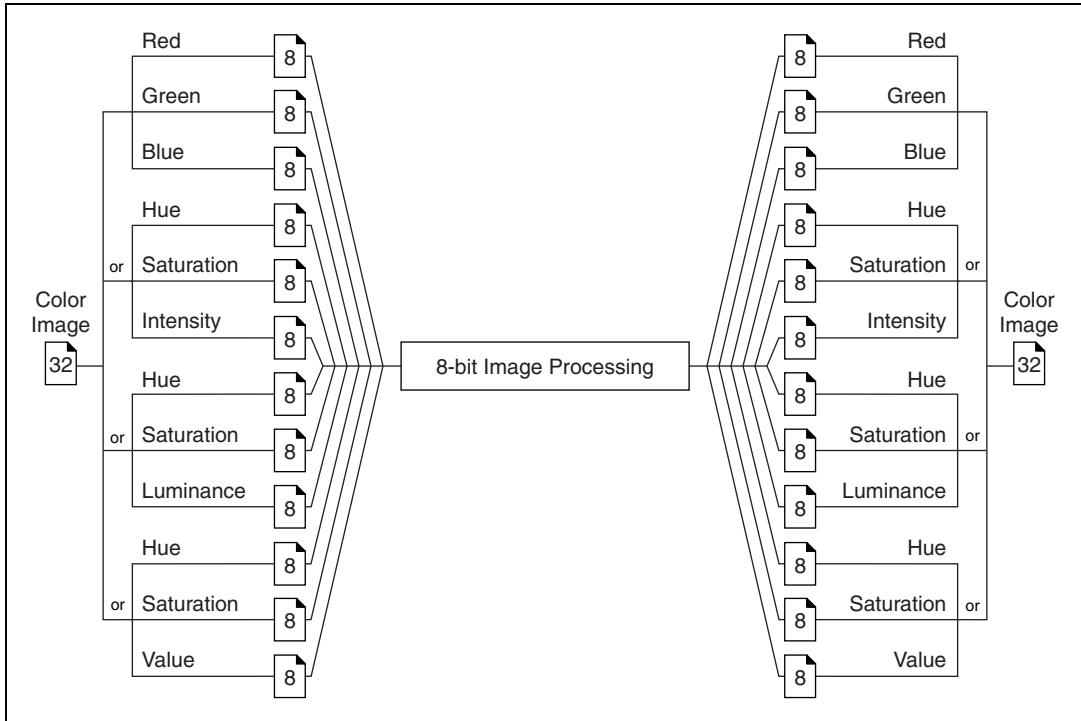 Red 8 8 Red
Green 8 8 Green
Blue 8 8 Blue
Hue 8 8 Hue
or Saturation 8 8 Saturation or
Color
Image
32
Intensity 8 8 Intensity
8-bit Image Processing
Color
Image
32
Hue 8 8 Hue
or Saturation 8 8 Saturation or
Luminance 8 8 Luminance
Hue 8 8 Hue
or Saturation 8 8 Saturation or
Value 8 8 Value